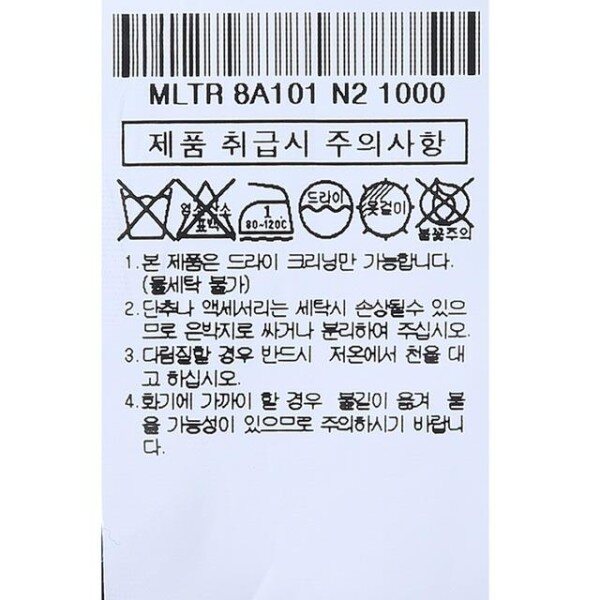 MLTR 8A101 N2 1000
제품 취급시 주의사항
염소산소 표백
1 80~120℃
드라이
옷걸이
불꽃주의
1.본 제품은 드라이 크리닝만 가능합니다.
(물세탁 불가)
2.단추나 액세서리는 세탁시 손상될수 있으
므로 은박지로 싸거나 분리하여 주십시오.
3.다림질할 경우 반드시 저온에서 천을 대
고 하십시오.
4.화기에 가까이 할 경우 불길이 옮겨 붙
을 가능성이 있으므로 주의하시기 바랍니
다.